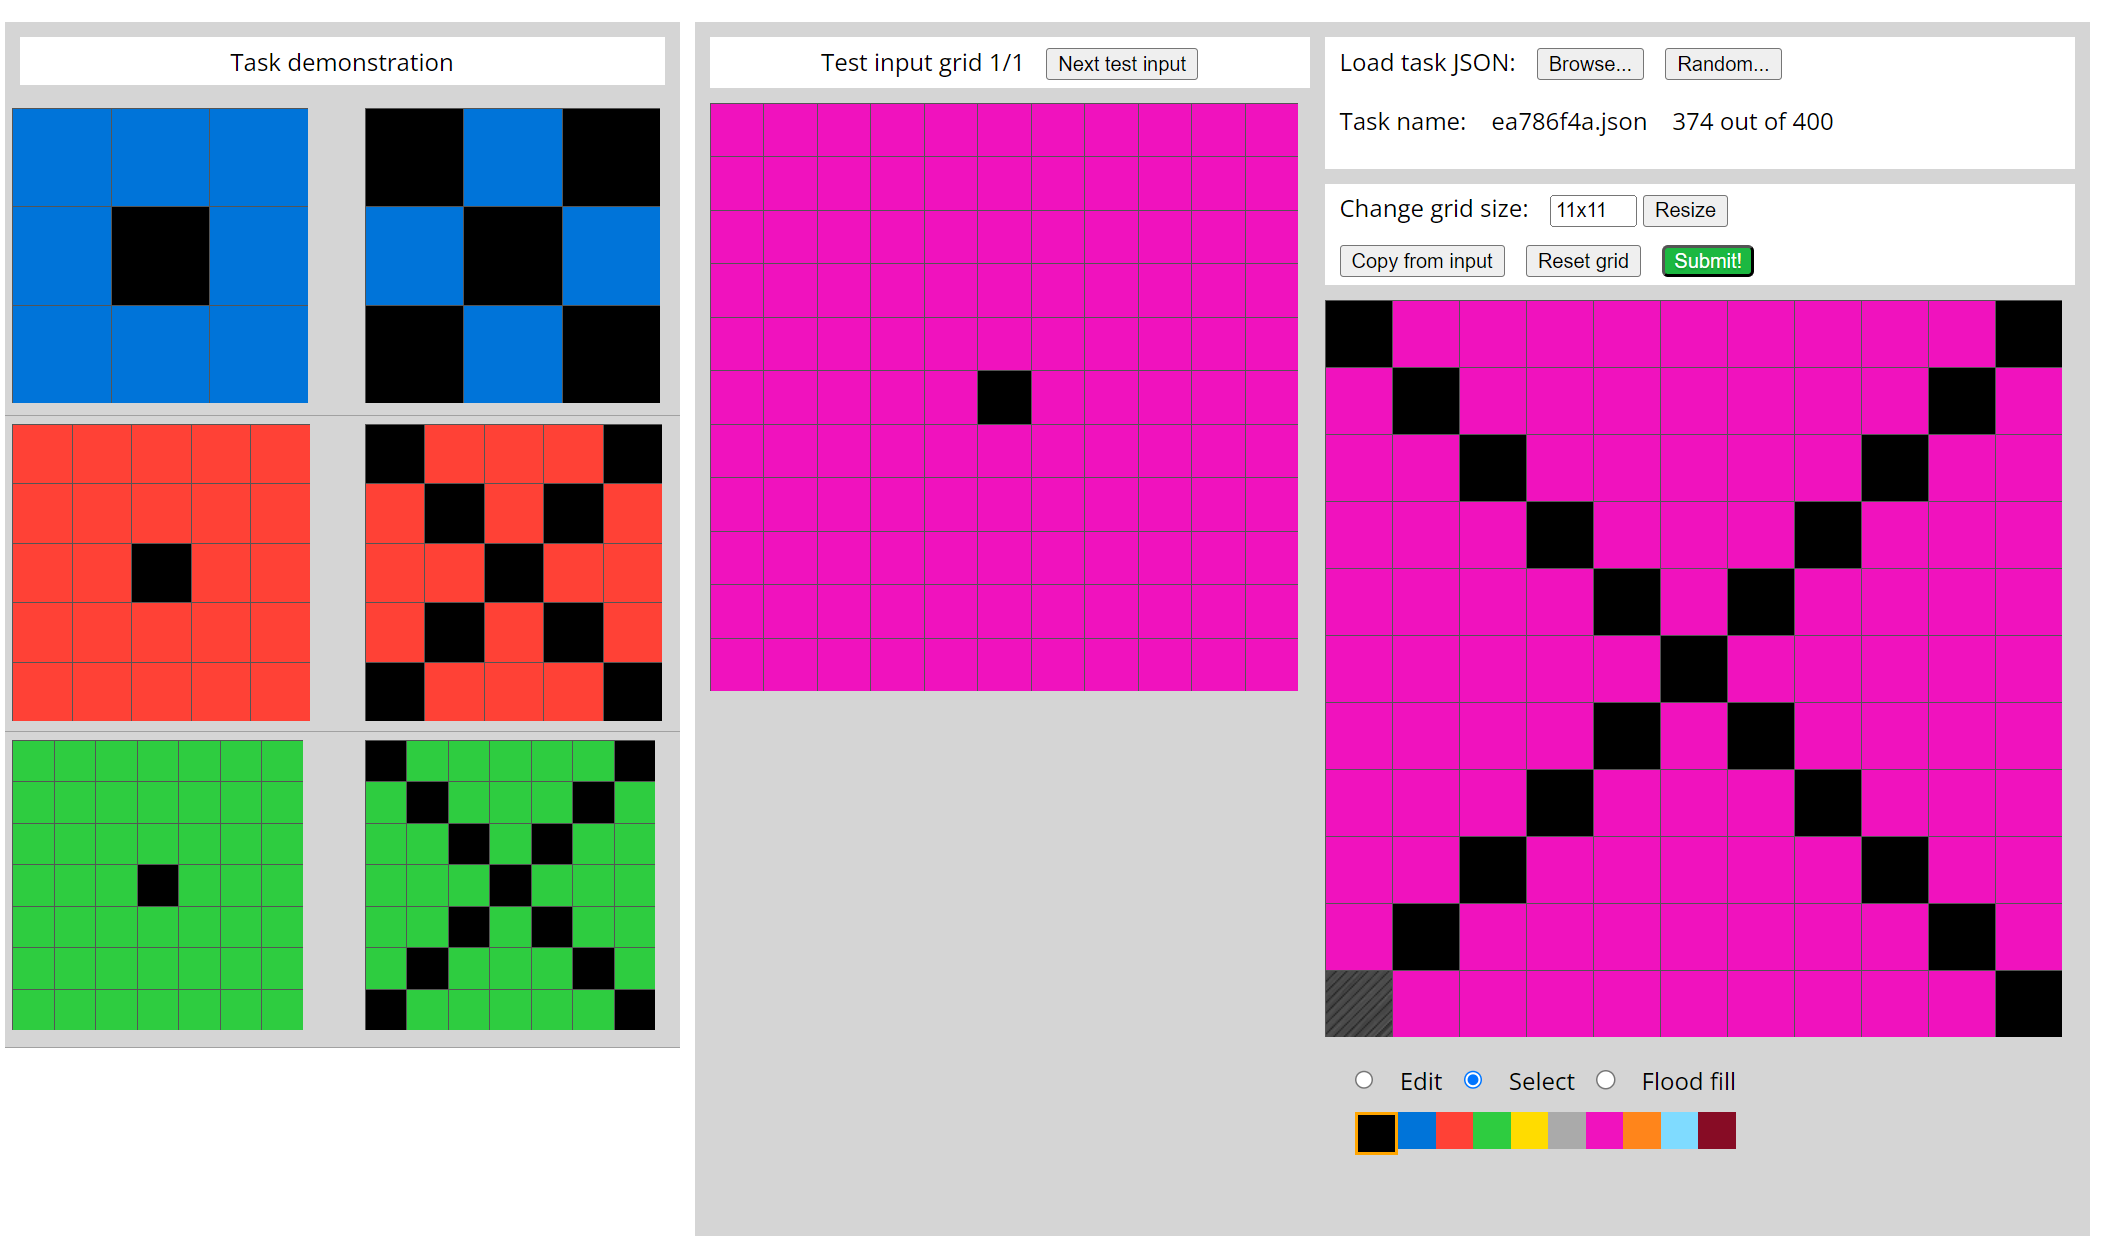 Task demonstration
Test input grid 1/1 Next test input
Load task JSON: Browse... Random...
Task name: ea786f4a.json 374 out of 400
Change grid size: 11x11 Resize
Copy from input Reset grid Submit!
Edit Select Flood fill